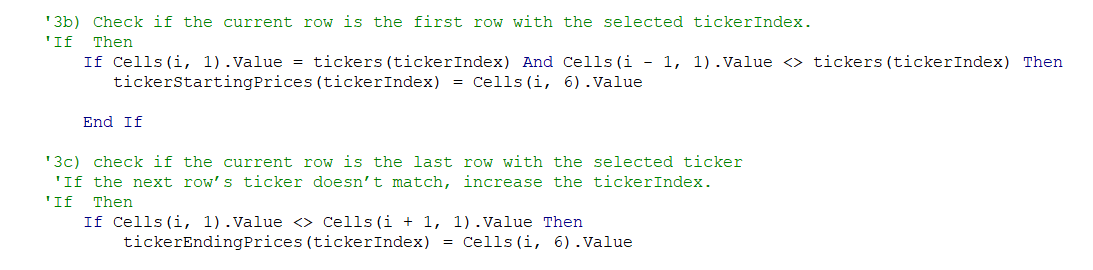 '3b) Check if the current row is the first row with the selected tickerIndex.
'If  Then
If Cells(i, 1).Value = tickers(tickerIndex) And Cells(i - 1, 1).Value <> tickers(tickerIndex) Then
tickerStartingPrices(tickerIndex) = Cells(i, 6).Value
End If
'3c) check if the current row is the last row with the selected ticker
'If the next row’s ticker doesn’t match, increase the tickerIndex.
'If  Then
If Cells(i, 1).Value <> Cells(i + 1, 1).Value Then
tickerEndingPrices(tickerIndex) = Cells(i, 6).Value